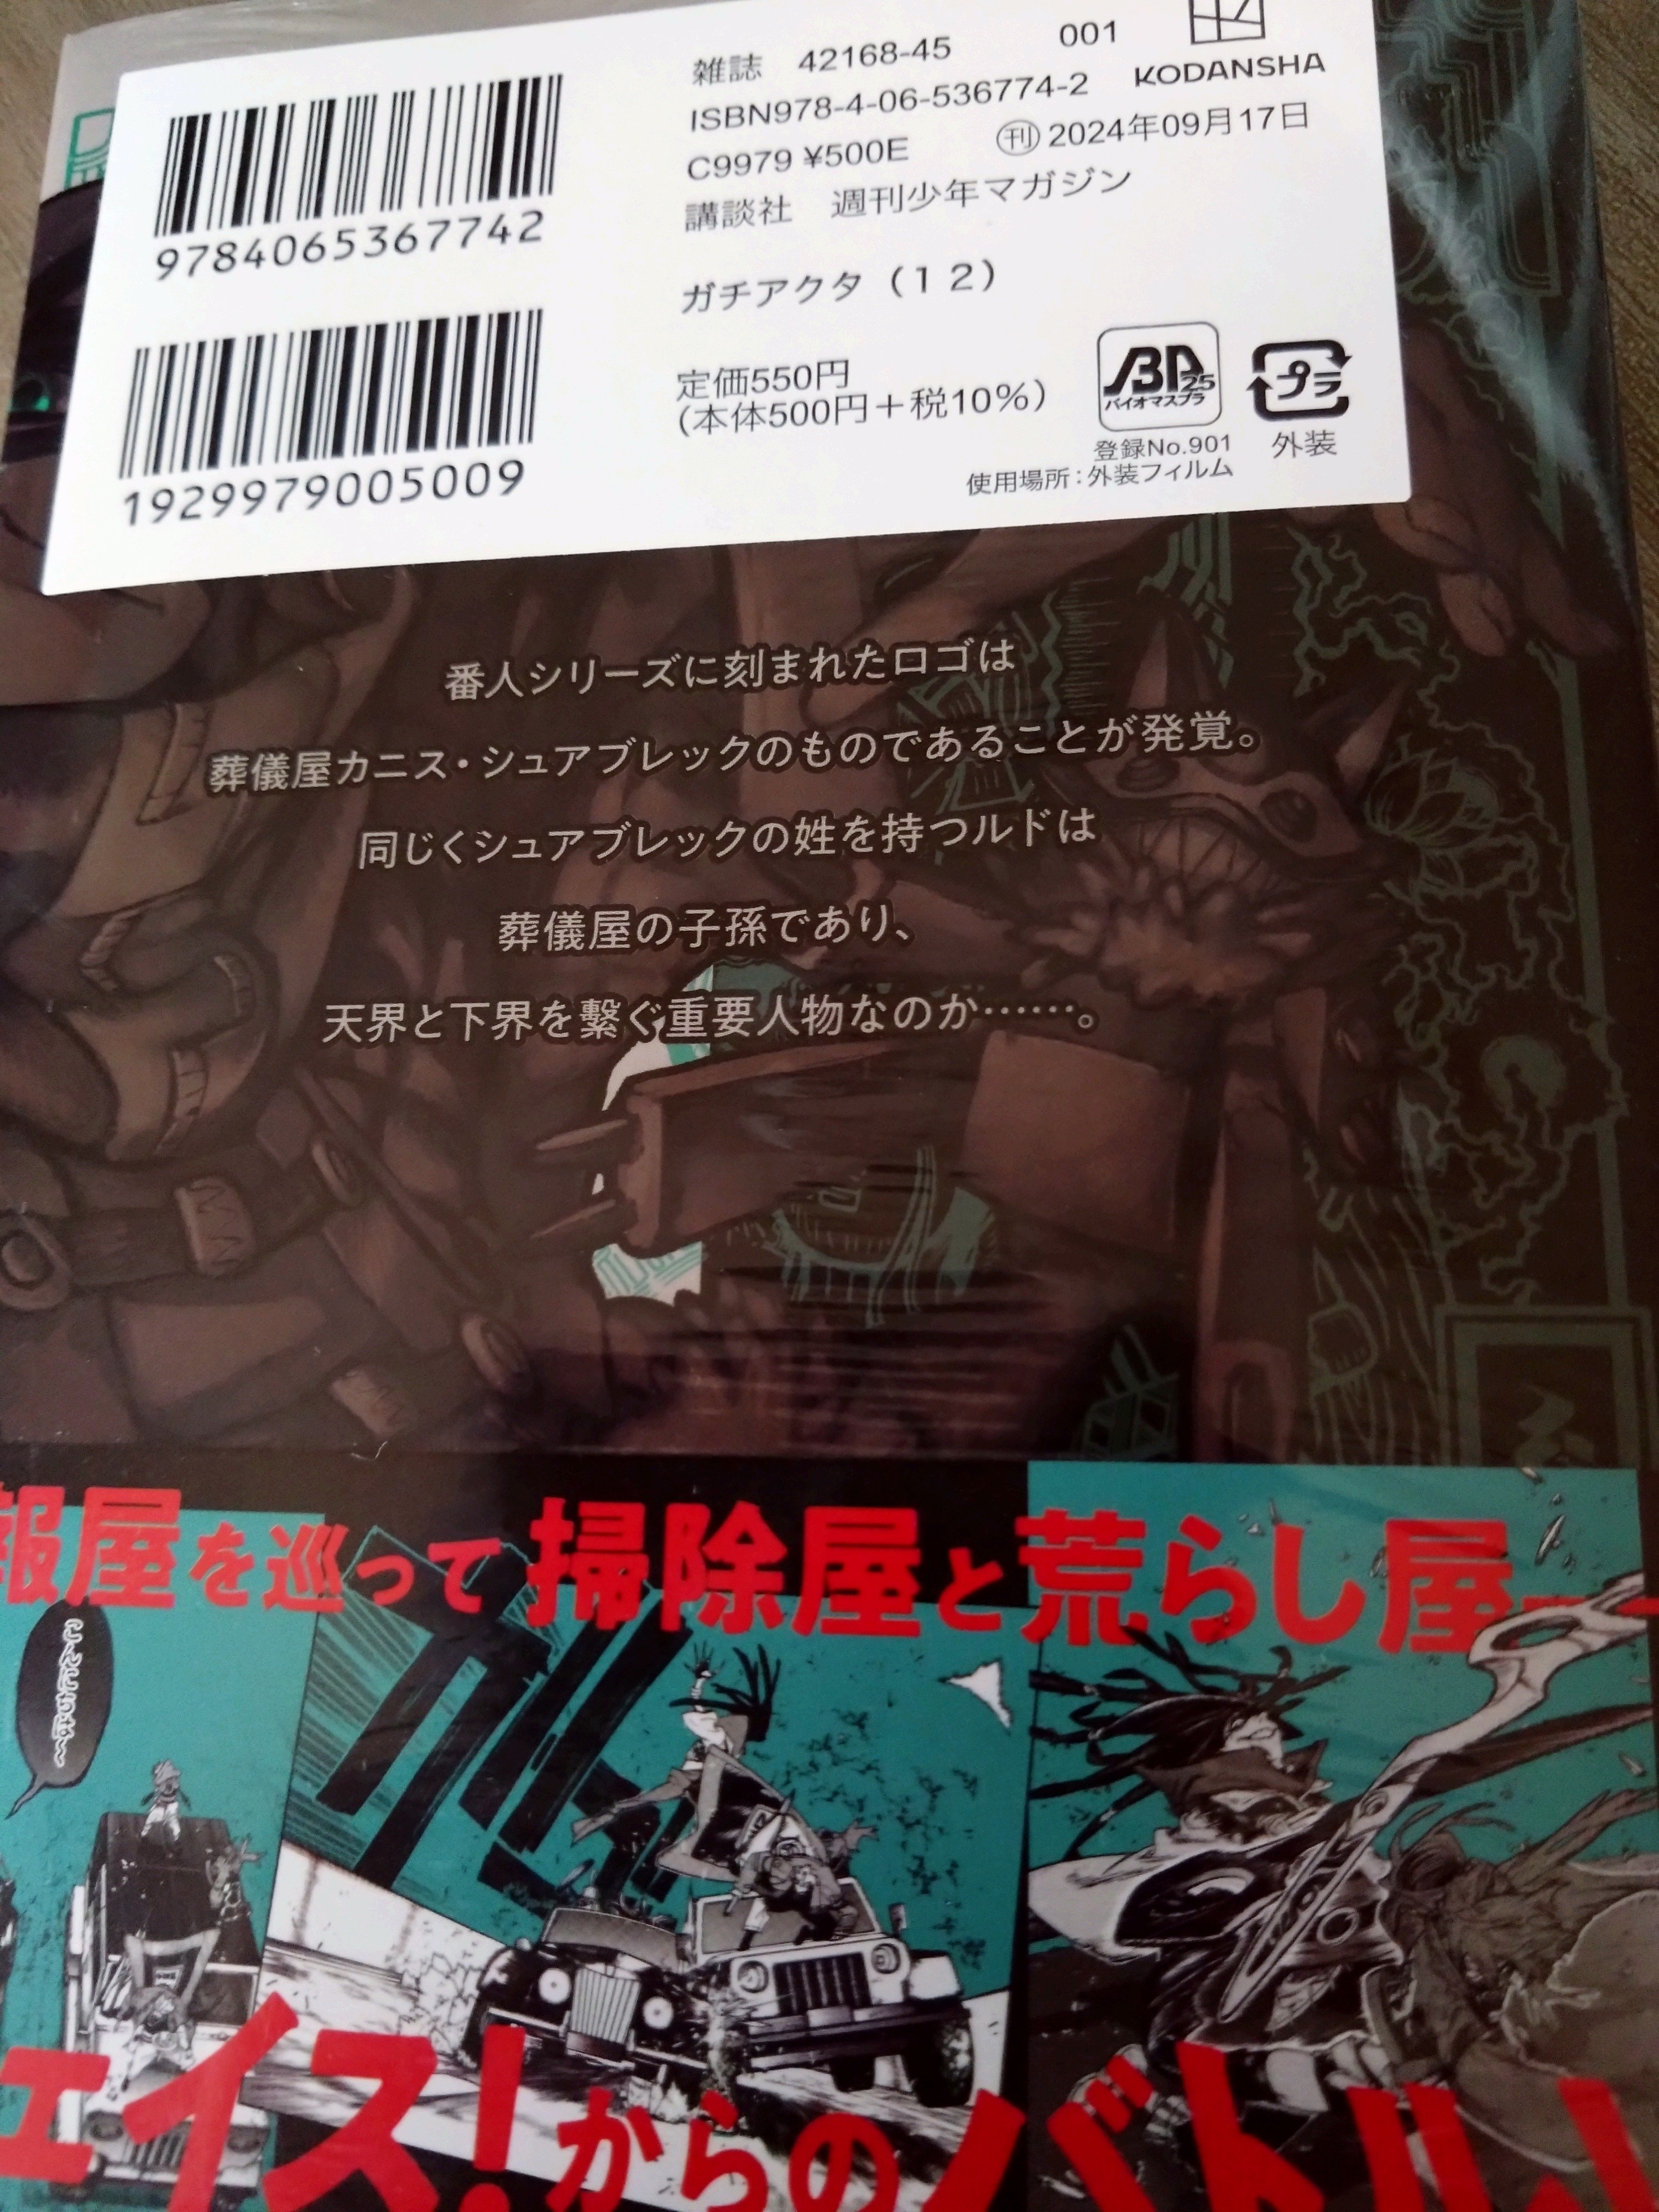 雑誌 42168-45 001
ISBN978-4-06-536774-2 KODANSHA
C9979 ¥500E ㊞刊 2024年09月17日
講談社 週刊少年マガジン
9784065367742
ガチアクタ（12）
定価550円
（本体500円＋税10％）
1929979005009
BP25
バイオマスプラ
登録No.901
使用場所：外装フィルム
プラ
外装
番人シリーズに刻まれたロゴは
葬儀屋カニス・シュアブレックのものであることが発覚。
同じくシュアブレックの姓を持つルドは
葬儀屋の子孫であり、
天界と下界を繫ぐ重要人物なのか……。
報屋を巡って掃除屋と荒らし屋──
こんにちは～
ェイス！からのバトル